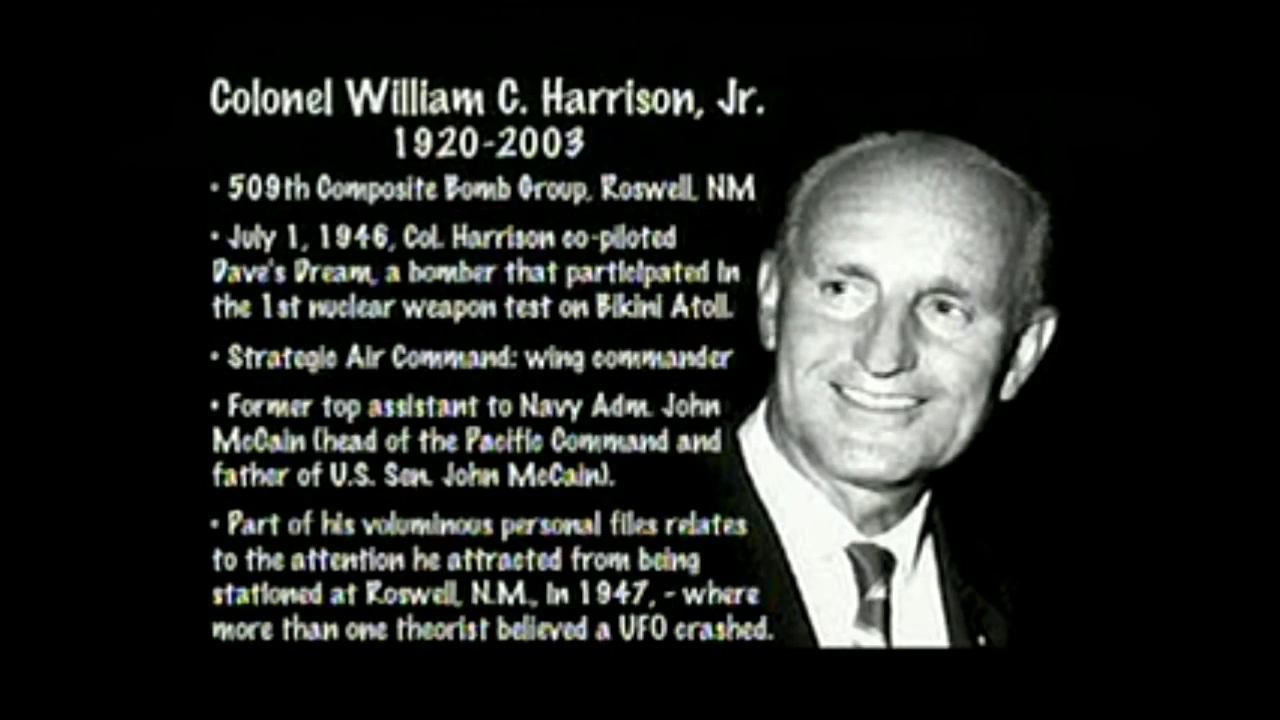 Colonel William C. Harrison, Jr.
1920-2003
• 509th Composite Bomb Group, Roswell, NM
• July 1, 1946, Col. Harrison co-piloted
Dave's Dream, a bomber that participated in
the 1st nuclear weapon test on Bikini Atoll.
• Strategic Air Command: wing commander
• Former top assistant to Navy Adm. John
McCain (head of the Pacific Command and
father of U.S. Sen. John McCain).
• Part of his voluminous personal files relates
to the attention he attracted from being
stationed at Roswell, N.M., in 1947, - where
more than one theorist believed a UFO crashed.